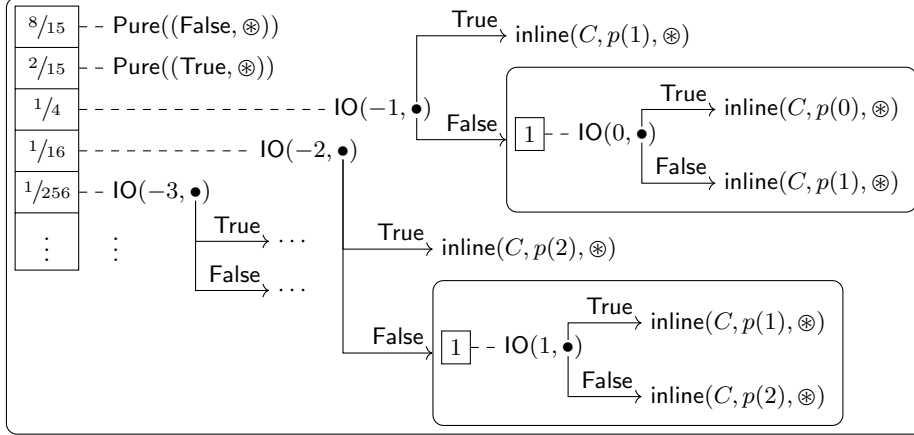 8/15 Pure((False, ⊛)) True inline(C, p(1), ⊛)
2/15 Pure((True, ⊛))
1/4 IO(−1, •) True inline(C, p(0), ⊛)
False 1 IO(0, •)
1/16 IO(−2, •) False inline(C, p(1), ⊛)
1/256 IO(−3, •)
True ⋯ True inline(C, p(2), ⊛)
⋮ ⋮
False ⋯
True inline(C, p(1), ⊛)
False 1 IO(1, •)
False inline(C, p(2), ⊛)